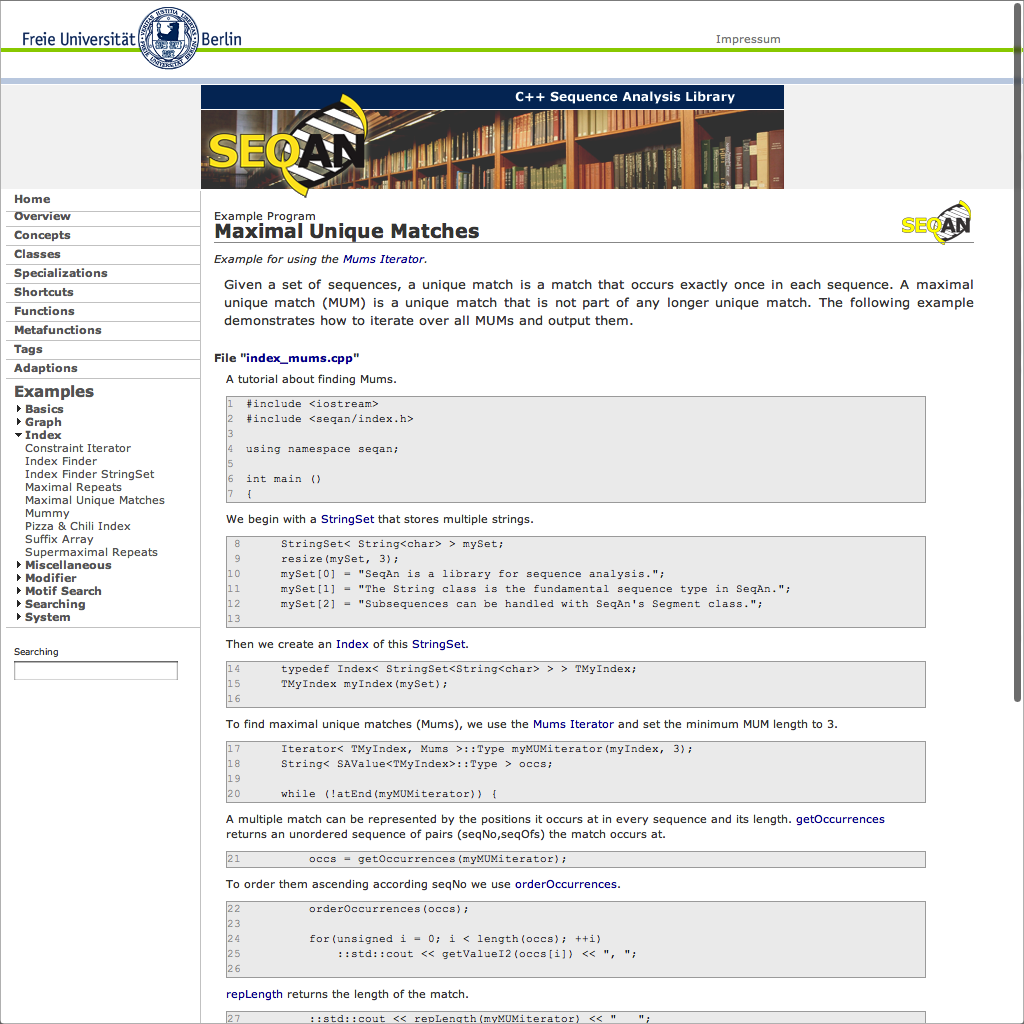 Freie Universität Berlin
Impressum
C++ Sequence Analysis Library
SEQAN
Home
Overview
Concepts
Classes
Specializations
Shortcuts
Functions
Metafunctions
Tags
Adaptions
Examples
Basics
Graph
Index
Constraint Iterator
Index Finder
Index Finder StringSet
Maximal Repeats
Maximal Unique Matches
Mummy
Pizza & Chili Index
Suffix Array
Supermaximal Repeats
Miscellaneous
Modifier
Motif Search
Searching
System
Searching
Example Program
Maximal Unique Matches
SEQAN
Example for using the Mums Iterator.
Given a set of sequences, a unique match is a match that occurs exactly once in each sequence. A maximal
unique match (MUM) is a unique match that is not part of any longer unique match. The following example
demonstrates how to iterate over all MUMs and output them.
File "index_mums.cpp"
A tutorial about finding Mums.
1 #include <iostream>
2 #include <seqan/index.h>
3
4 using namespace seqan;
5
6 int main ()
7 {
We begin with a StringSet that stores multiple strings.
8 StringSet< String<char> > mySet;
9 resize(mySet, 3);
10 mySet[0] = "SeqAn is a library for sequence analysis.";
11 mySet[1] = "The String class is the fundamental sequence type in SeqAn.";
12 mySet[2] = "Subsequences can be handled with SeqAn's Segment class.";
13
Then we create an Index of this StringSet.
14 typedef Index< StringSet<String<char> > > TMyIndex;
15 TMyIndex myIndex(mySet);
16
To find maximal unique matches (Mums), we use the Mums Iterator and set the minimum MUM length to 3.
17 Iterator< TMyIndex, Mums >::Type myMUMiterator(myIndex, 3);
18 String< SAValue<TMyIndex>::Type > occs;
19
20 while (!atEnd(myMUMiterator)) {
A multiple match can be represented by the positions it occurs at in every sequence and its length. getOccurrences
returns an unordered sequence of pairs (seqNo,seqOfs) the match occurs at.
21 occs = getOccurrences(myMUMiterator);
To order them ascending according seqNo we use orderOccurrences.
22 orderOccurrences(occs);
23
24 for(unsigned i = 0; i < length(occs); ++i)
25 ::std::cout << getValueI2(occs[i]) << ", ";
26
repLength returns the length of the match.
27 ::std::cout << repLength(myMUMiterator) << "   ";